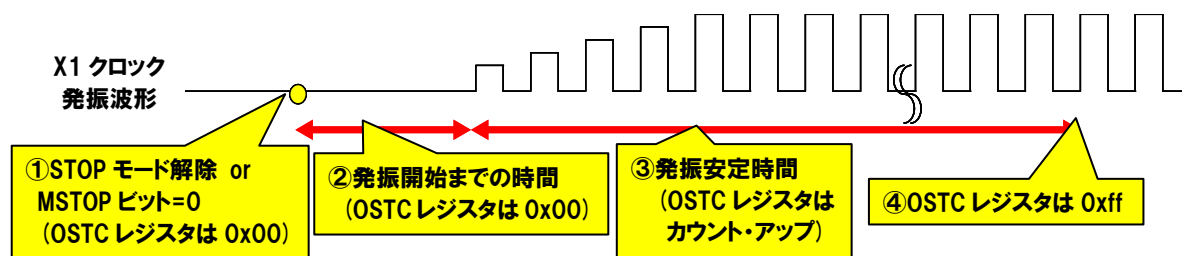 X1 クロック
発振波形
①STOP モード解除 or
MSTOP ビット=0
(OSTC レジスタは 0x00)
②発振開始までの時間
(OSTC レジスタは 0x00)
③発振安定時間
(OSTC レジスタは
カウント・アップ)
④OSTC レジスタは 0xff